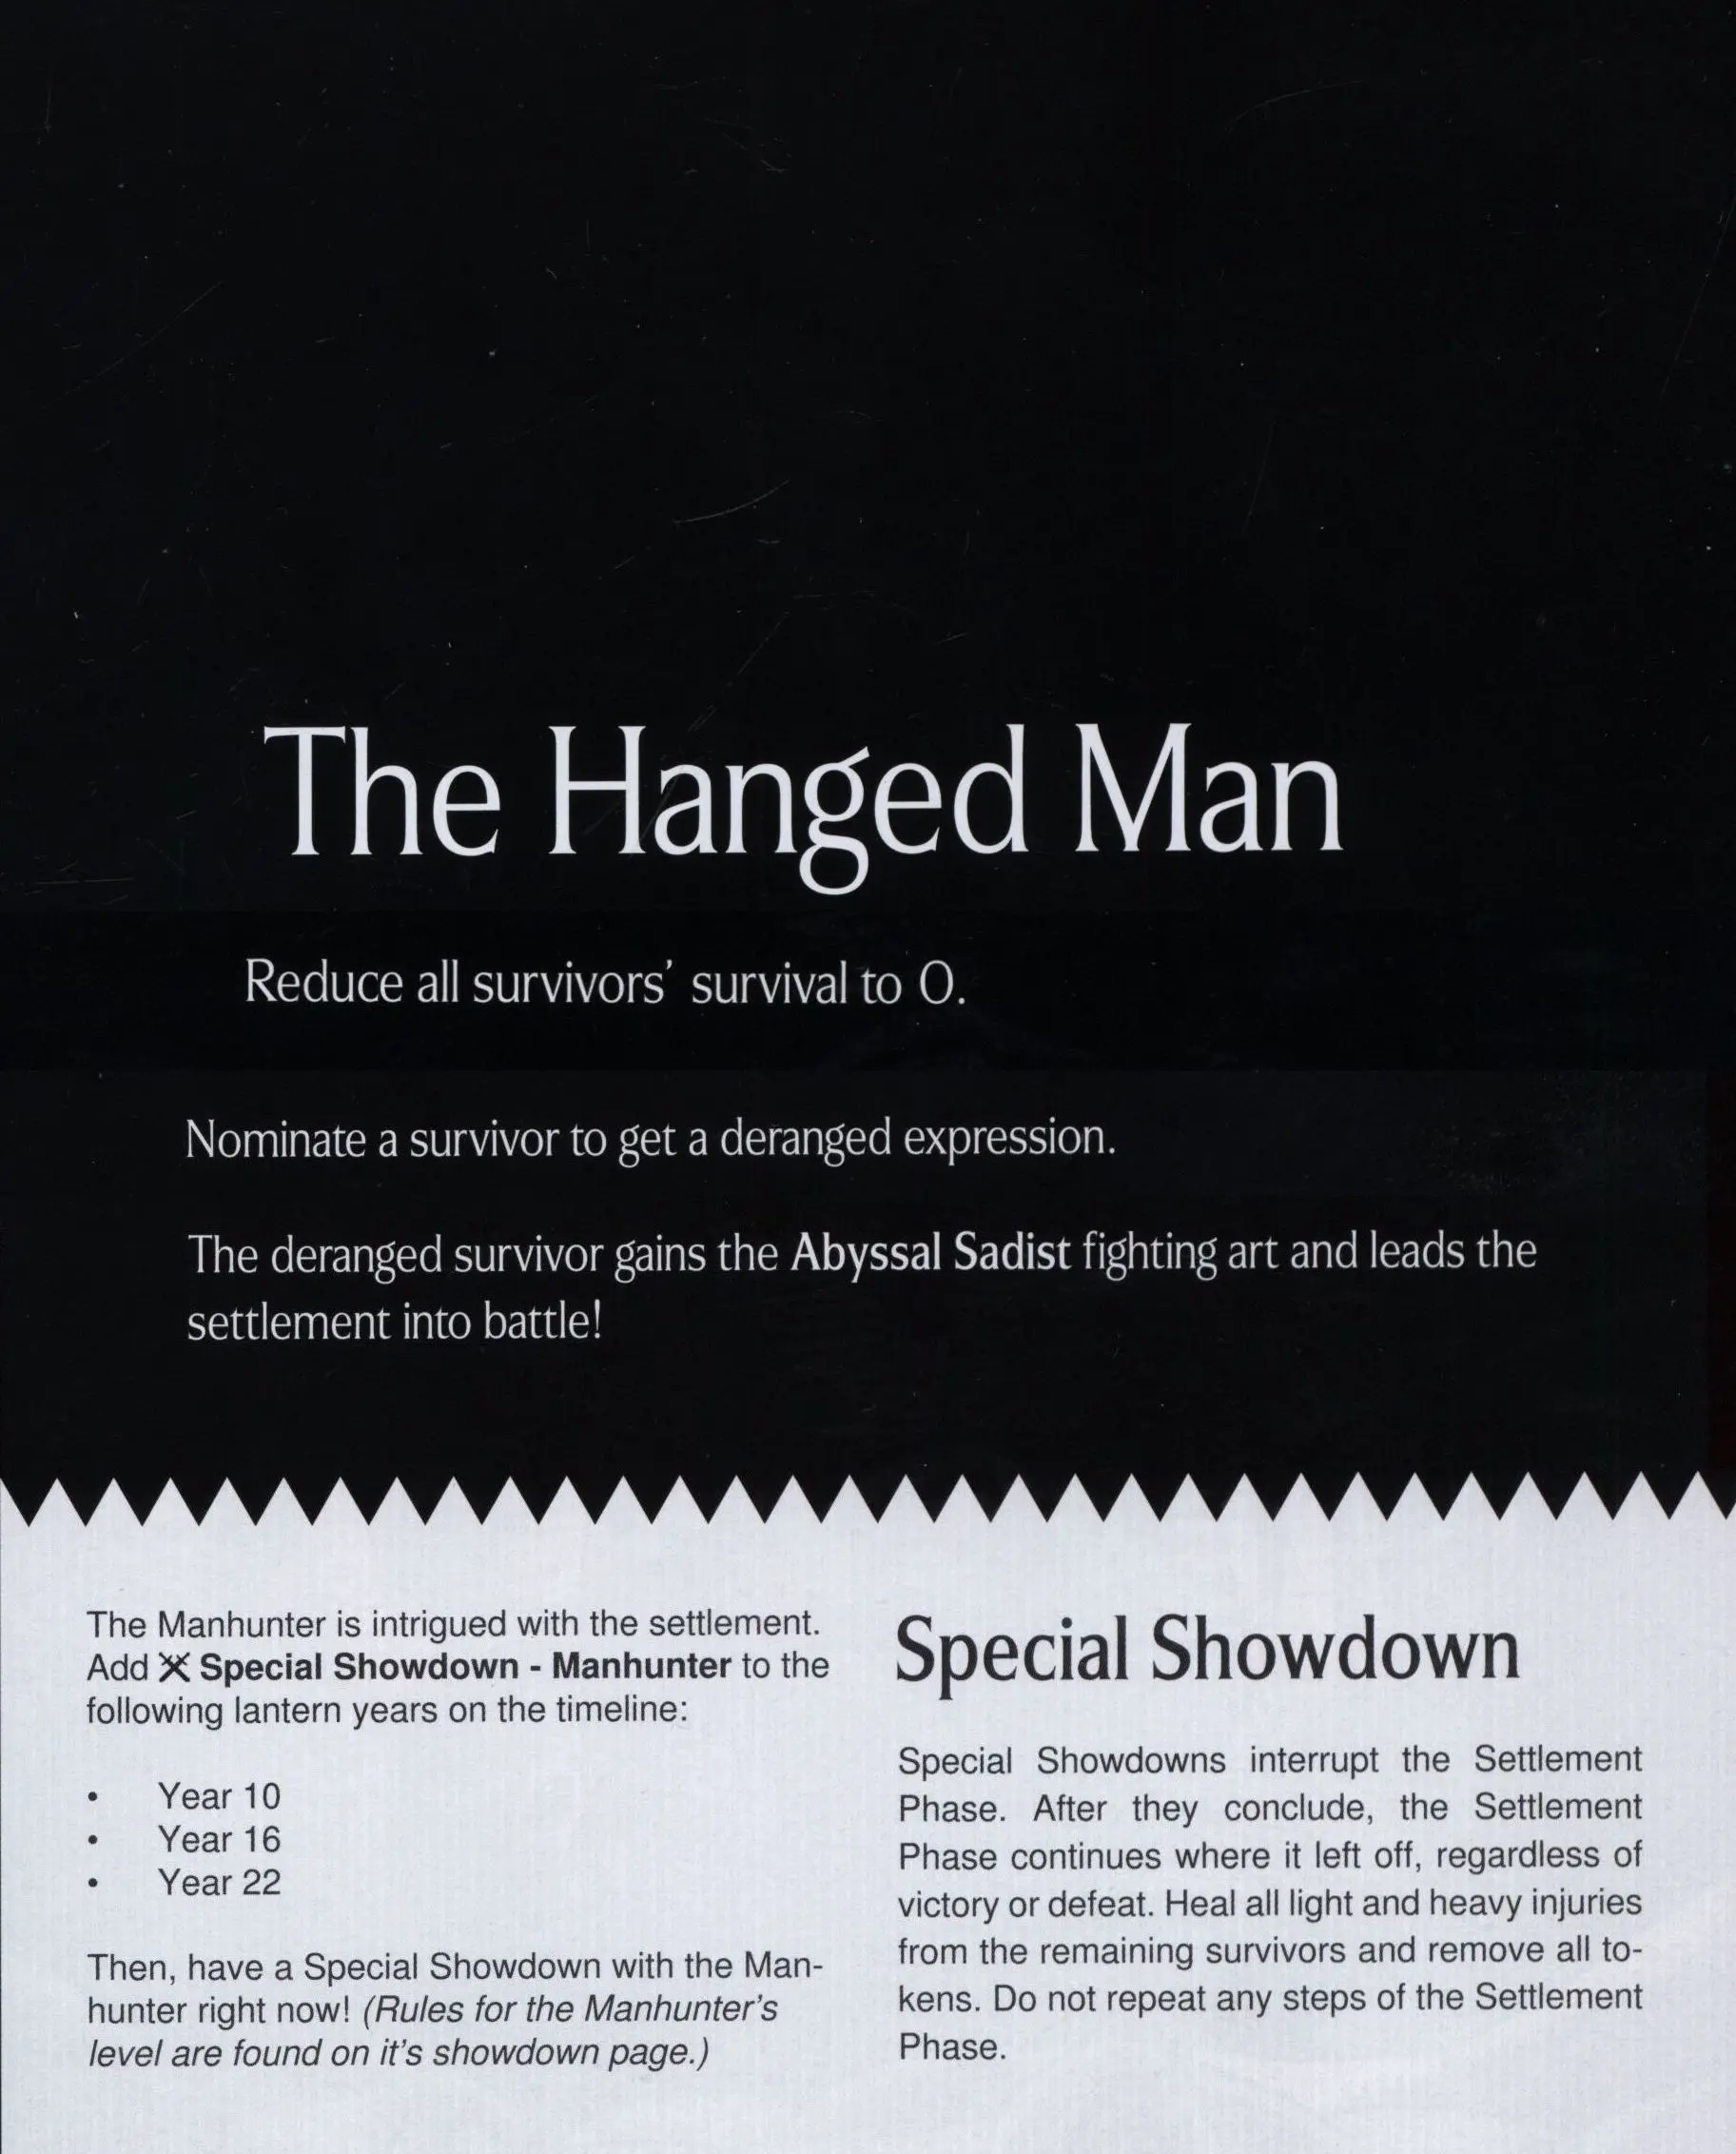 The Hanged Man
Reduce all survivors' survival to 0.
Nominate a survivor to get a deranged expression.
The deranged survivor gains the Abyssal Sadist fighting art and leads the
settlement into battle!
The Manhunter is intrigued with the settlement.
Add Special Showdown - Manhunter to the
following lantern years on the timeline:
• Year 10
• Year 16
• Year 22
Then, have a Special Showdown with the Man-
hunter right now! (Rules for the Manhunter's
level are found on it's showdown page.)
Special Showdown
Special Showdowns interrupt the Settlement
Phase. After they conclude, the Settlement
Phase continues where it left off, regardless of
victory or defeat. Heal all light and heavy injuries
from the remaining survivors and remove all to-
kens. Do not repeat any steps of the Settlement
Phase.